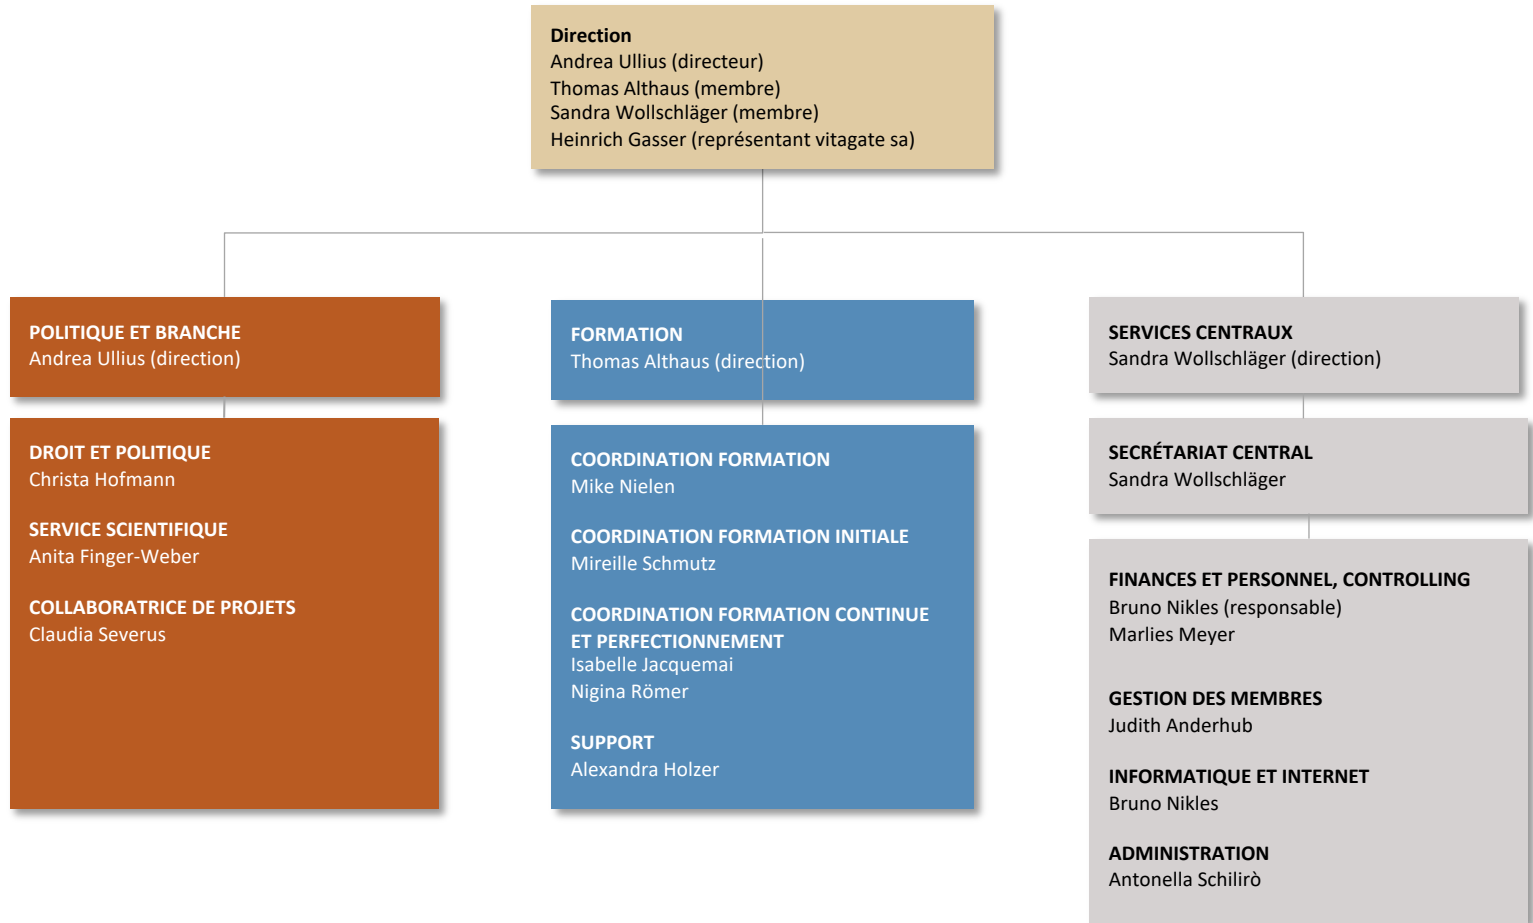 Direction
Andrea Ullius (directeur)
Thomas Althaus (membre)
Sandra Wollschläger (membre)
Heinrich Gasser (représentant vitagate sa)
POLITIQUE ET BRANCHE
Andrea Ullius (direction)
DROIT ET POLITIQUE
Christa Hofmann
SERVICE SCIENTIFIQUE
Anita Finger-Weber
COLLABORATRICE DE PROJETS
Claudia Severus
FORMATION
Thomas Althaus (direction)
COORDINATION FORMATION
Mike Nielen
COORDINATION FORMATION INITIALE
Mireille Schmutz
COORDINATION FORMATION CONTINUE
ET PERFECTIONNEMENT
Isabelle Jacquemai
Nigina Römer
SUPPORT
Alexandra Holzer
SERVICES CENTRAUX
Sandra Wollschläger (direction)
SECRÉTARIAT CENTRAL
Sandra Wollschläger
FINANCES ET PERSONNEL, CONTROLLING
Bruno Nikles (responsable)
Marlies Meyer
GESTION DES MEMBRES
Judith Anderhub
INFORMATIQUE ET INTERNET
Bruno Nikles
ADMINISTRATION
Antonella Schilirò